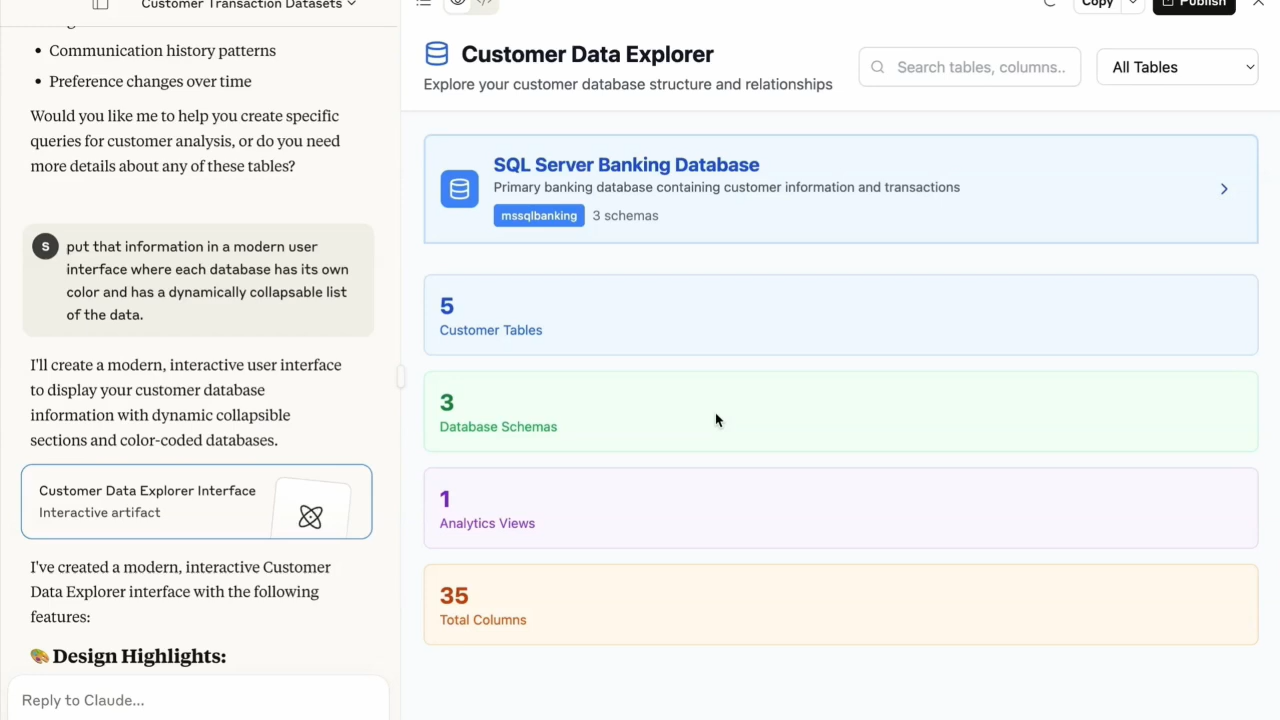 Customer Transaction Datasets
• Communication history patterns
• Preference changes over time
Would you like me to help you create specific
queries for customer analysis, or do you need
more details about any of these tables?
S
put that information in a modern user
interface where each database has its own
color and has a dynamically collapsable list
of the data.
I'll create a modern, interactive user interface
to display your customer database
information with dynamic collapsible
sections and color-coded databases.
Customer Data Explorer Interface
Interactive artifact
I've created a modern, interactive Customer
Data Explorer interface with the following
features:
🎨 Design Highlights:
Reply to Claude...
Copy
Publish
Customer Data Explorer
Explore your customer database structure and relationships
Search tables, columns..
All Tables
SQL Server Banking Database
Primary banking database containing customer information and transactions
mssqlbanking 3 schemas
5
Customer Tables
3
Database Schemas
1
Analytics Views
35
Total Columns